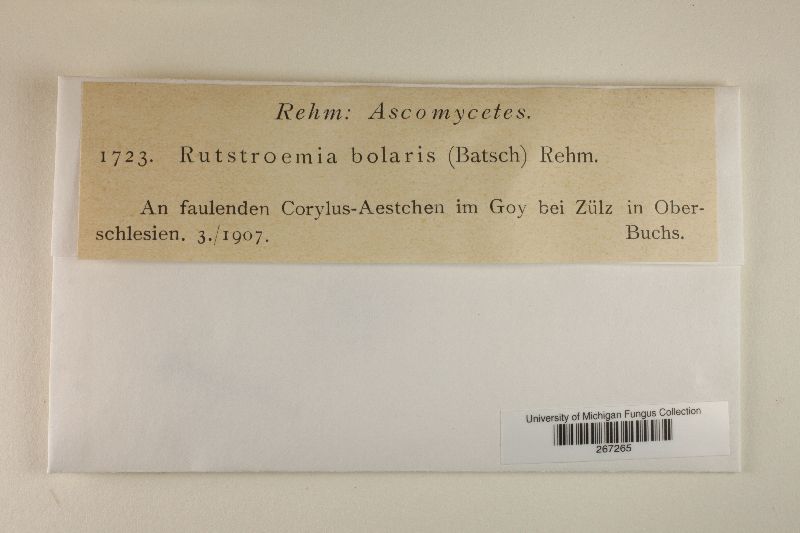 Rehm: Ascomycetes.
1723. Rutstroemia bolaris (Batsch) Rehm.
An faulenden Corylus-Aestchen im Goy bei Zülz in Ober-
schlesien. 3./1907. Buchs.
University of Michigan Fungus Collection
267265